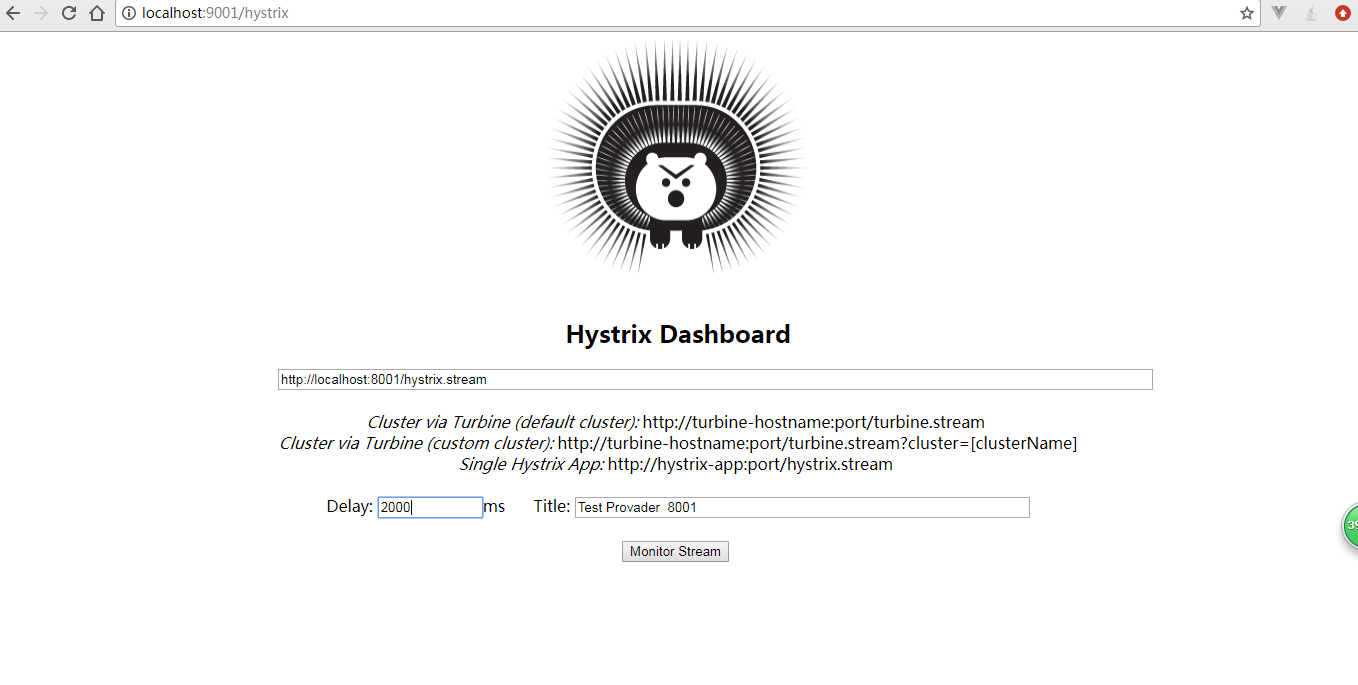 localhost:9001/hystrix
Hystrix Dashboard
http://localhost:8001/hystrix.stream
Cluster via Turbine (default cluster): http://turbine-hostname:port/turbine.stream
Cluster via Turbine (custom cluster): http://turbine-hostname:port/turbine.stream?cluster=[clusterName]
Single Hystrix App: http://hystrix-app:port/hystrix.stream
Delay: 2000 ms Title: Test Provader 8001
39
Monitor Stream